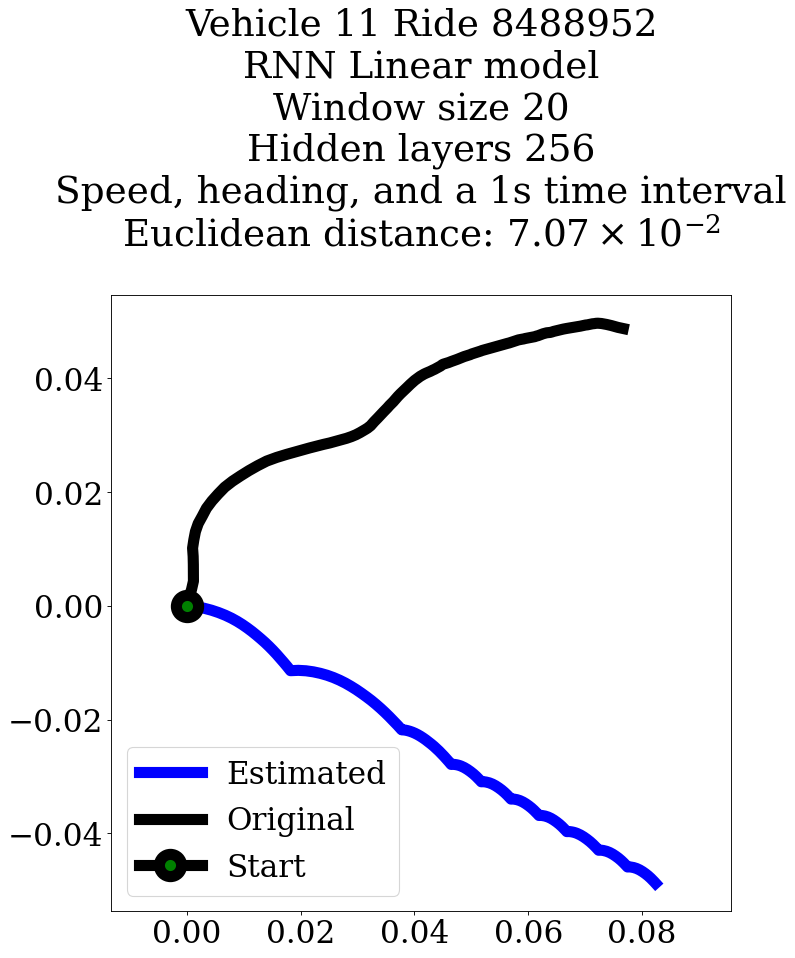 Vehicle 11 Ride 8488952
RNN Linear model
Window size 20
Hidden layers 256
Speed, heading, and a 1s time interval
Euclidean distance: 7.07 × 10⁻²
0.04
0.02
0.00
−0.02
−0.04
Estimated
Original
Start
0.00 0.02 0.04 0.06 0.08